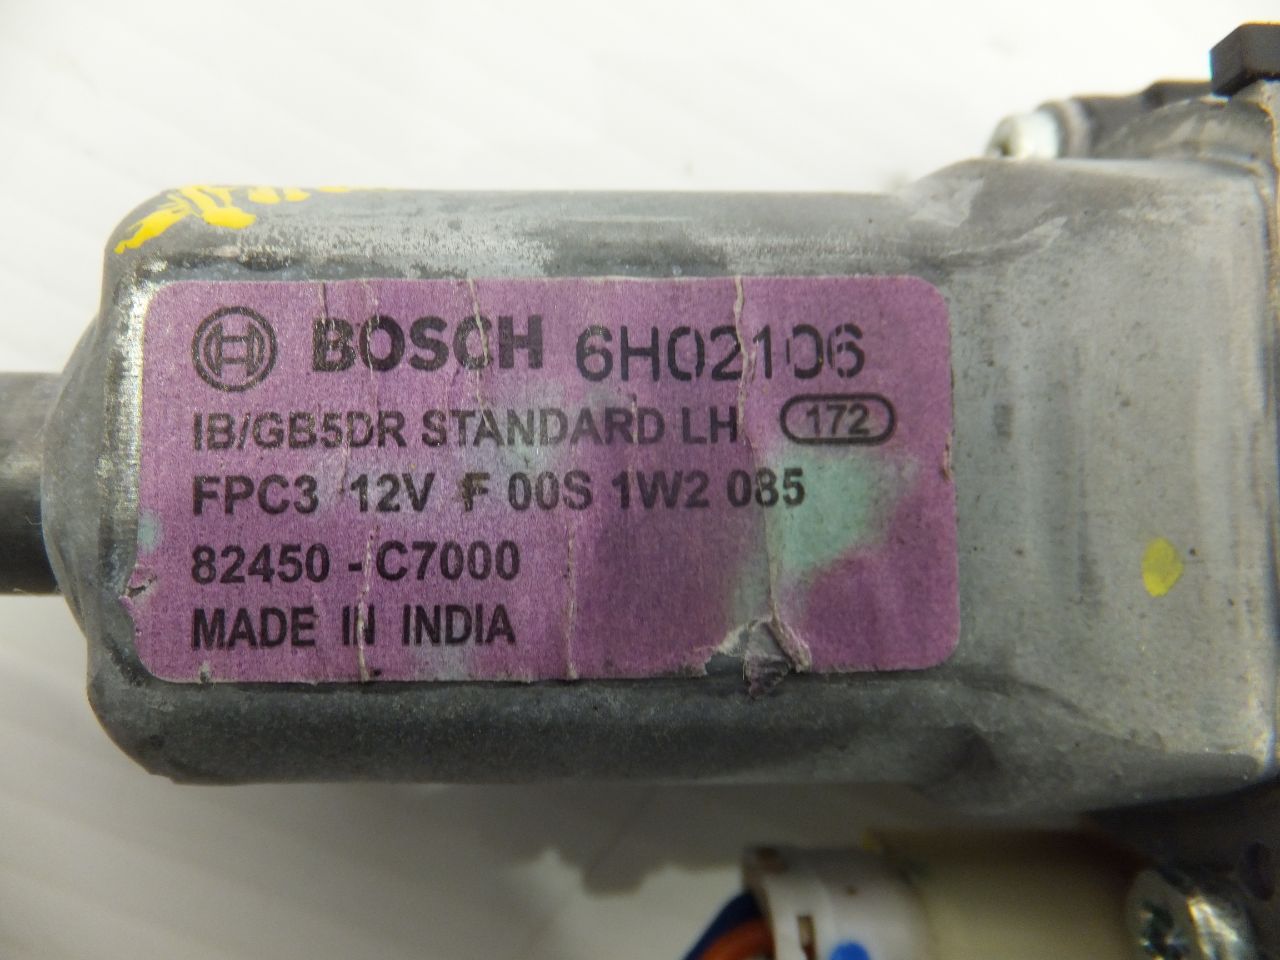 BOSCH 6H02106
IB/GB5DR STANDARD LH 172
FPC3 12V F 00S 1W2 085
82450 - C7000
MADE IN INDIA